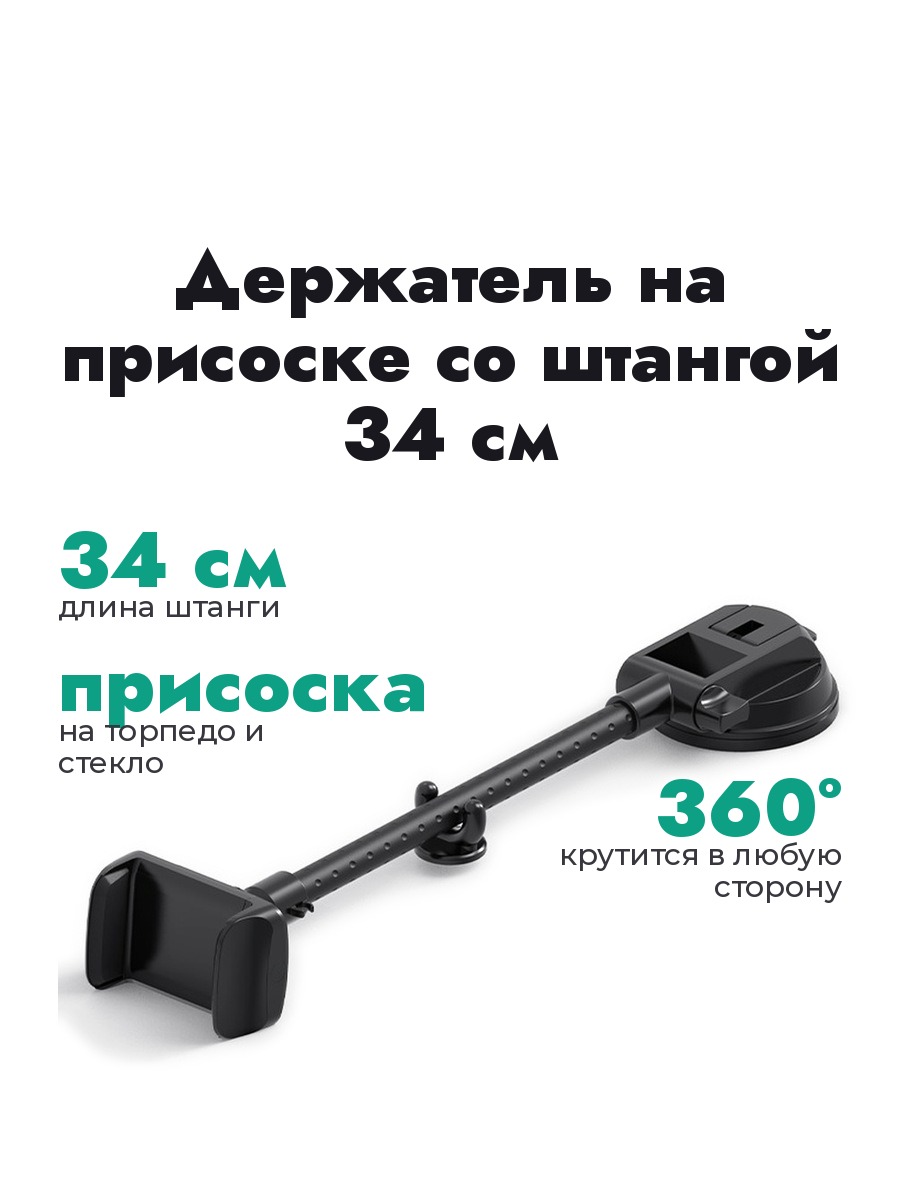 Держатель на
присоске со штангой
34 см
34 см
длина штанги
присоска
на торпедо и
стекло
360°
крутится в любую
сторону